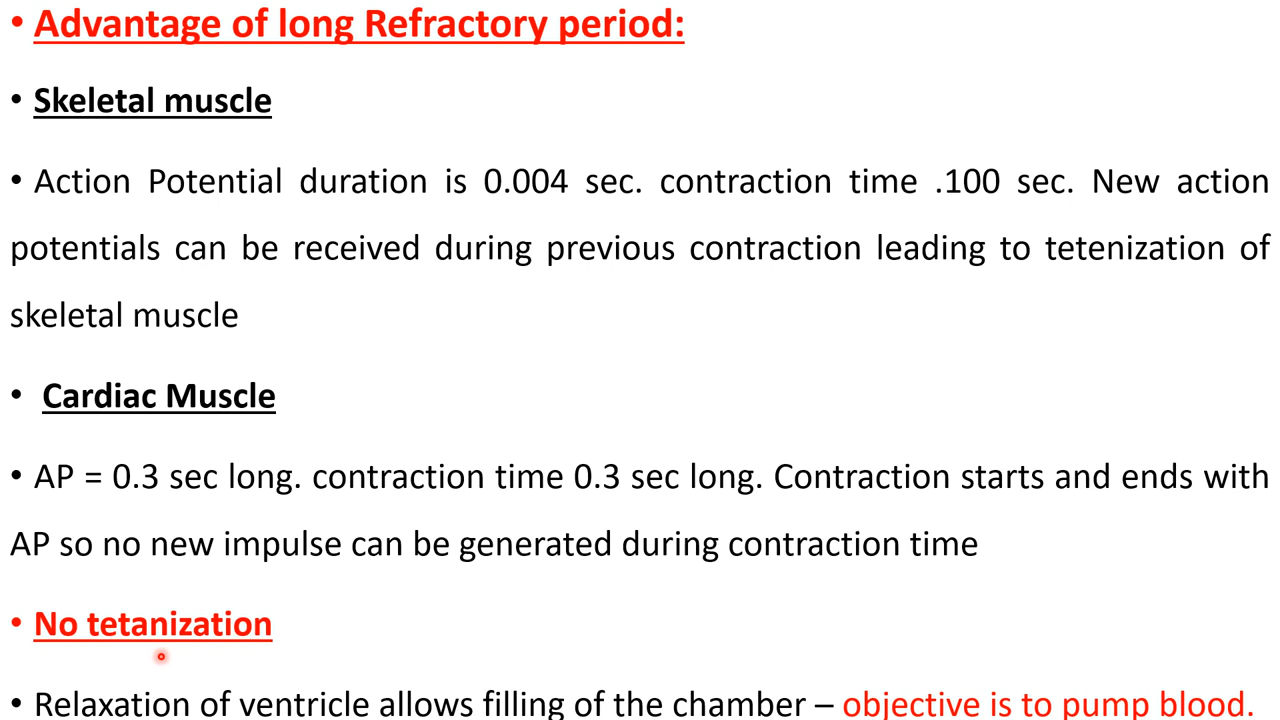 • Advantage of long Refractory period:
• Skeletal muscle
• Action Potential duration is 0.004 sec. contraction time .100 sec. New action
potentials can be received during previous contraction leading to tetenization of
skeletal muscle
• Cardiac Muscle
• AP = 0.3 sec long. contraction time 0.3 sec long. Contraction starts and ends with
AP so no new impulse can be generated during contraction time
• No tetanization
• Relaxation of ventricle allows filling of the chamber – objective is to pump blood.